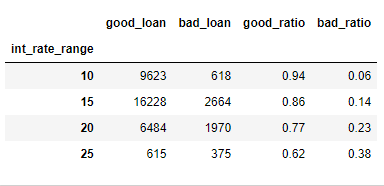 good_loan bad_loan good_ratio bad_ratio
int_rate_range
10 9623 618 0.94 0.06
15 16228 2664 0.86 0.14
20 6484 1970 0.77 0.23
25 615 375 0.62 0.38